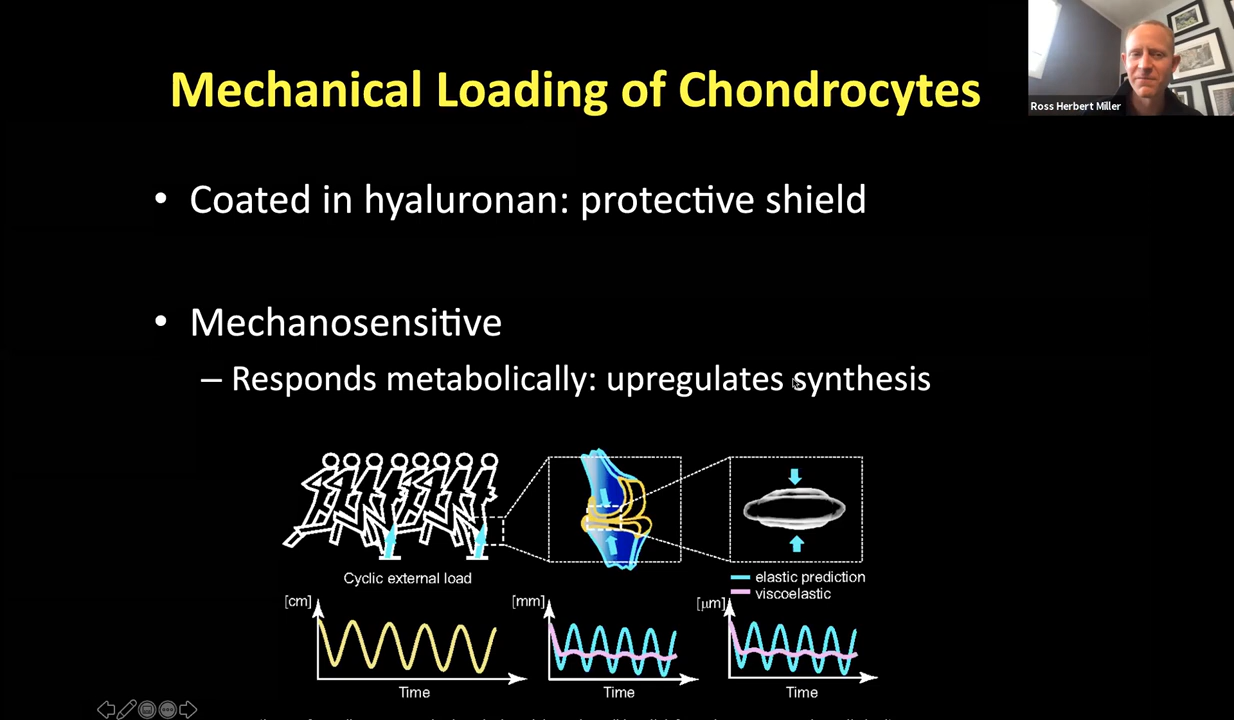 Mechanical Loading of Chondrocytes
Ross Herbert Miller
• Coated in hyaluronan: protective shield
• Mechanosensitive
– Responds metabolically: upregulates synthesis
Cyclic external load
elastic prediction
viscoelastic
[cm]
[mm]
[μm]
Time
Time
Time